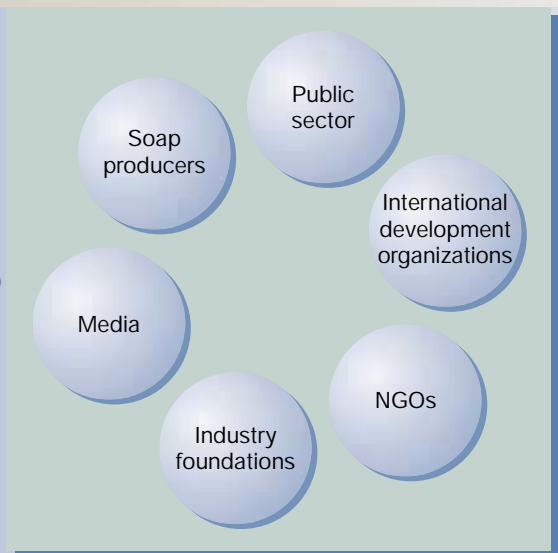 Public
sector
International
development
organizations
NGOs
Industry
foundations
Media
Soap
producers